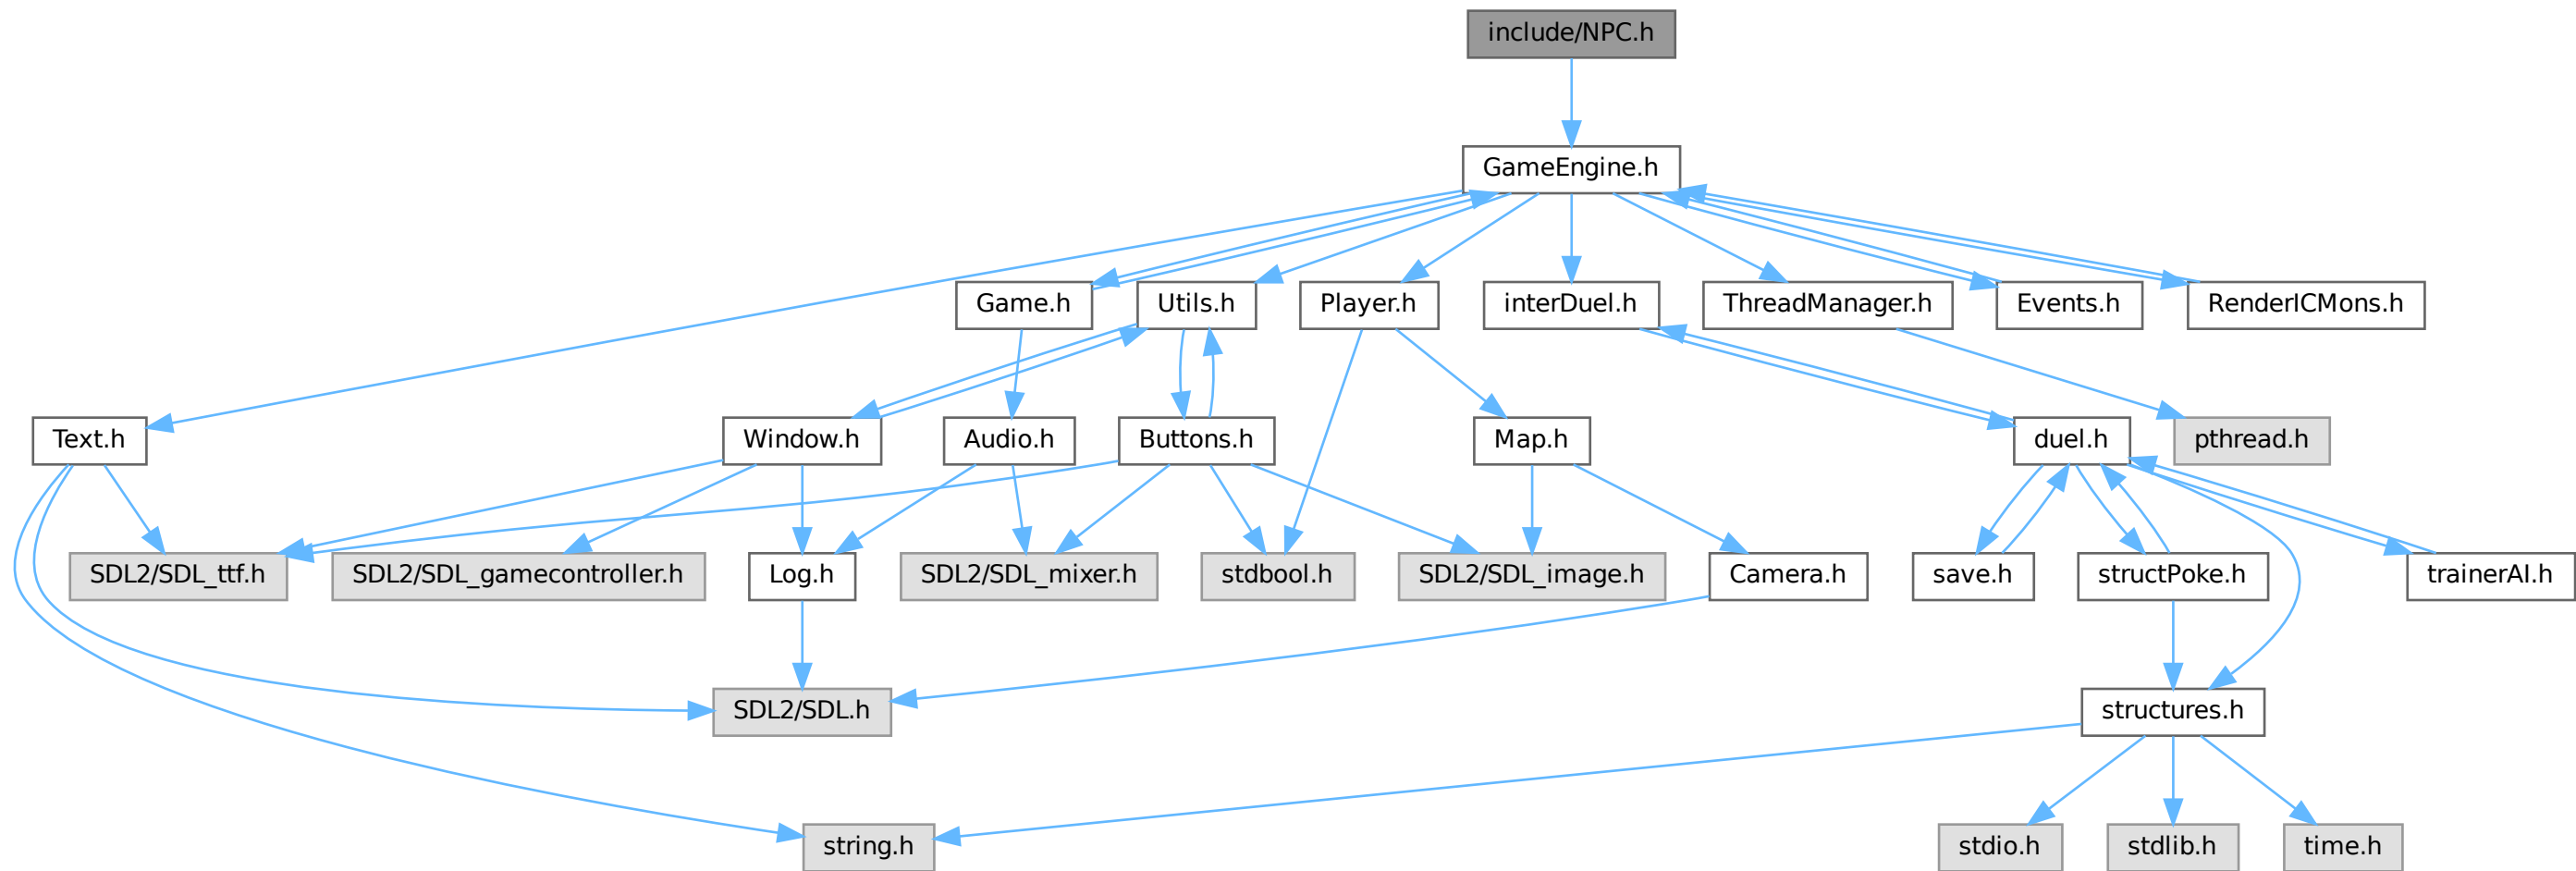 include/NPC.h
GameEngine.h
Game.h
Utils.h
Player.h
interDuel.h
ThreadManager.h
Events.h
RenderICMons.h
Text.h
Window.h
Audio.h
Buttons.h
Map.h
duel.h
pthread.h
SDL2/SDL_ttf.h
SDL2/SDL_gamecontroller.h
Log.h
SDL2/SDL_mixer.h
stdbool.h
SDL2/SDL_image.h
Camera.h
save.h
structPoke.h
trainerAI.h
SDL2/SDL.h
structures.h
string.h
stdio.h
stdlib.h
time.h